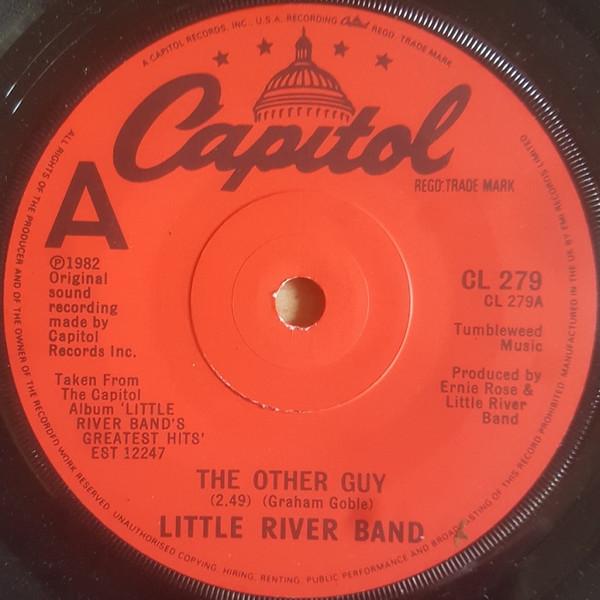 A CAPITOL RECORDS, INC., U.S.A. RECORDING Capitol REGD. TRADE MARK
Capitol
REGD. TRADE MARK
A
Ⓟ1982
Original
sound
recording
made by
Capitol
Records Inc.
CL 279
CL 279A
Tumbleweed
Music
Taken From
The Capitol
Album 'LITTLE
RIVER BAND'S
GREATEST HITS'
EST 12247
Produced by
Ernie Rose &
Little River
Band
THE OTHER GUY
(2.49) (Graham Goble)
LITTLE RIVER BAND
ALL RIGHTS OF THE PRODUCER AND OF THE OWNER OF THE RECORDED WORK RESERVED. UNAUTHORISED COPYING, HIRING, RENTING, PUBLIC PERFORMANCE AND BROADCASTING OF THIS RECORD PROHIBITED. MANUFACTURED IN THE UK BY EMI RECORDS LIMITED